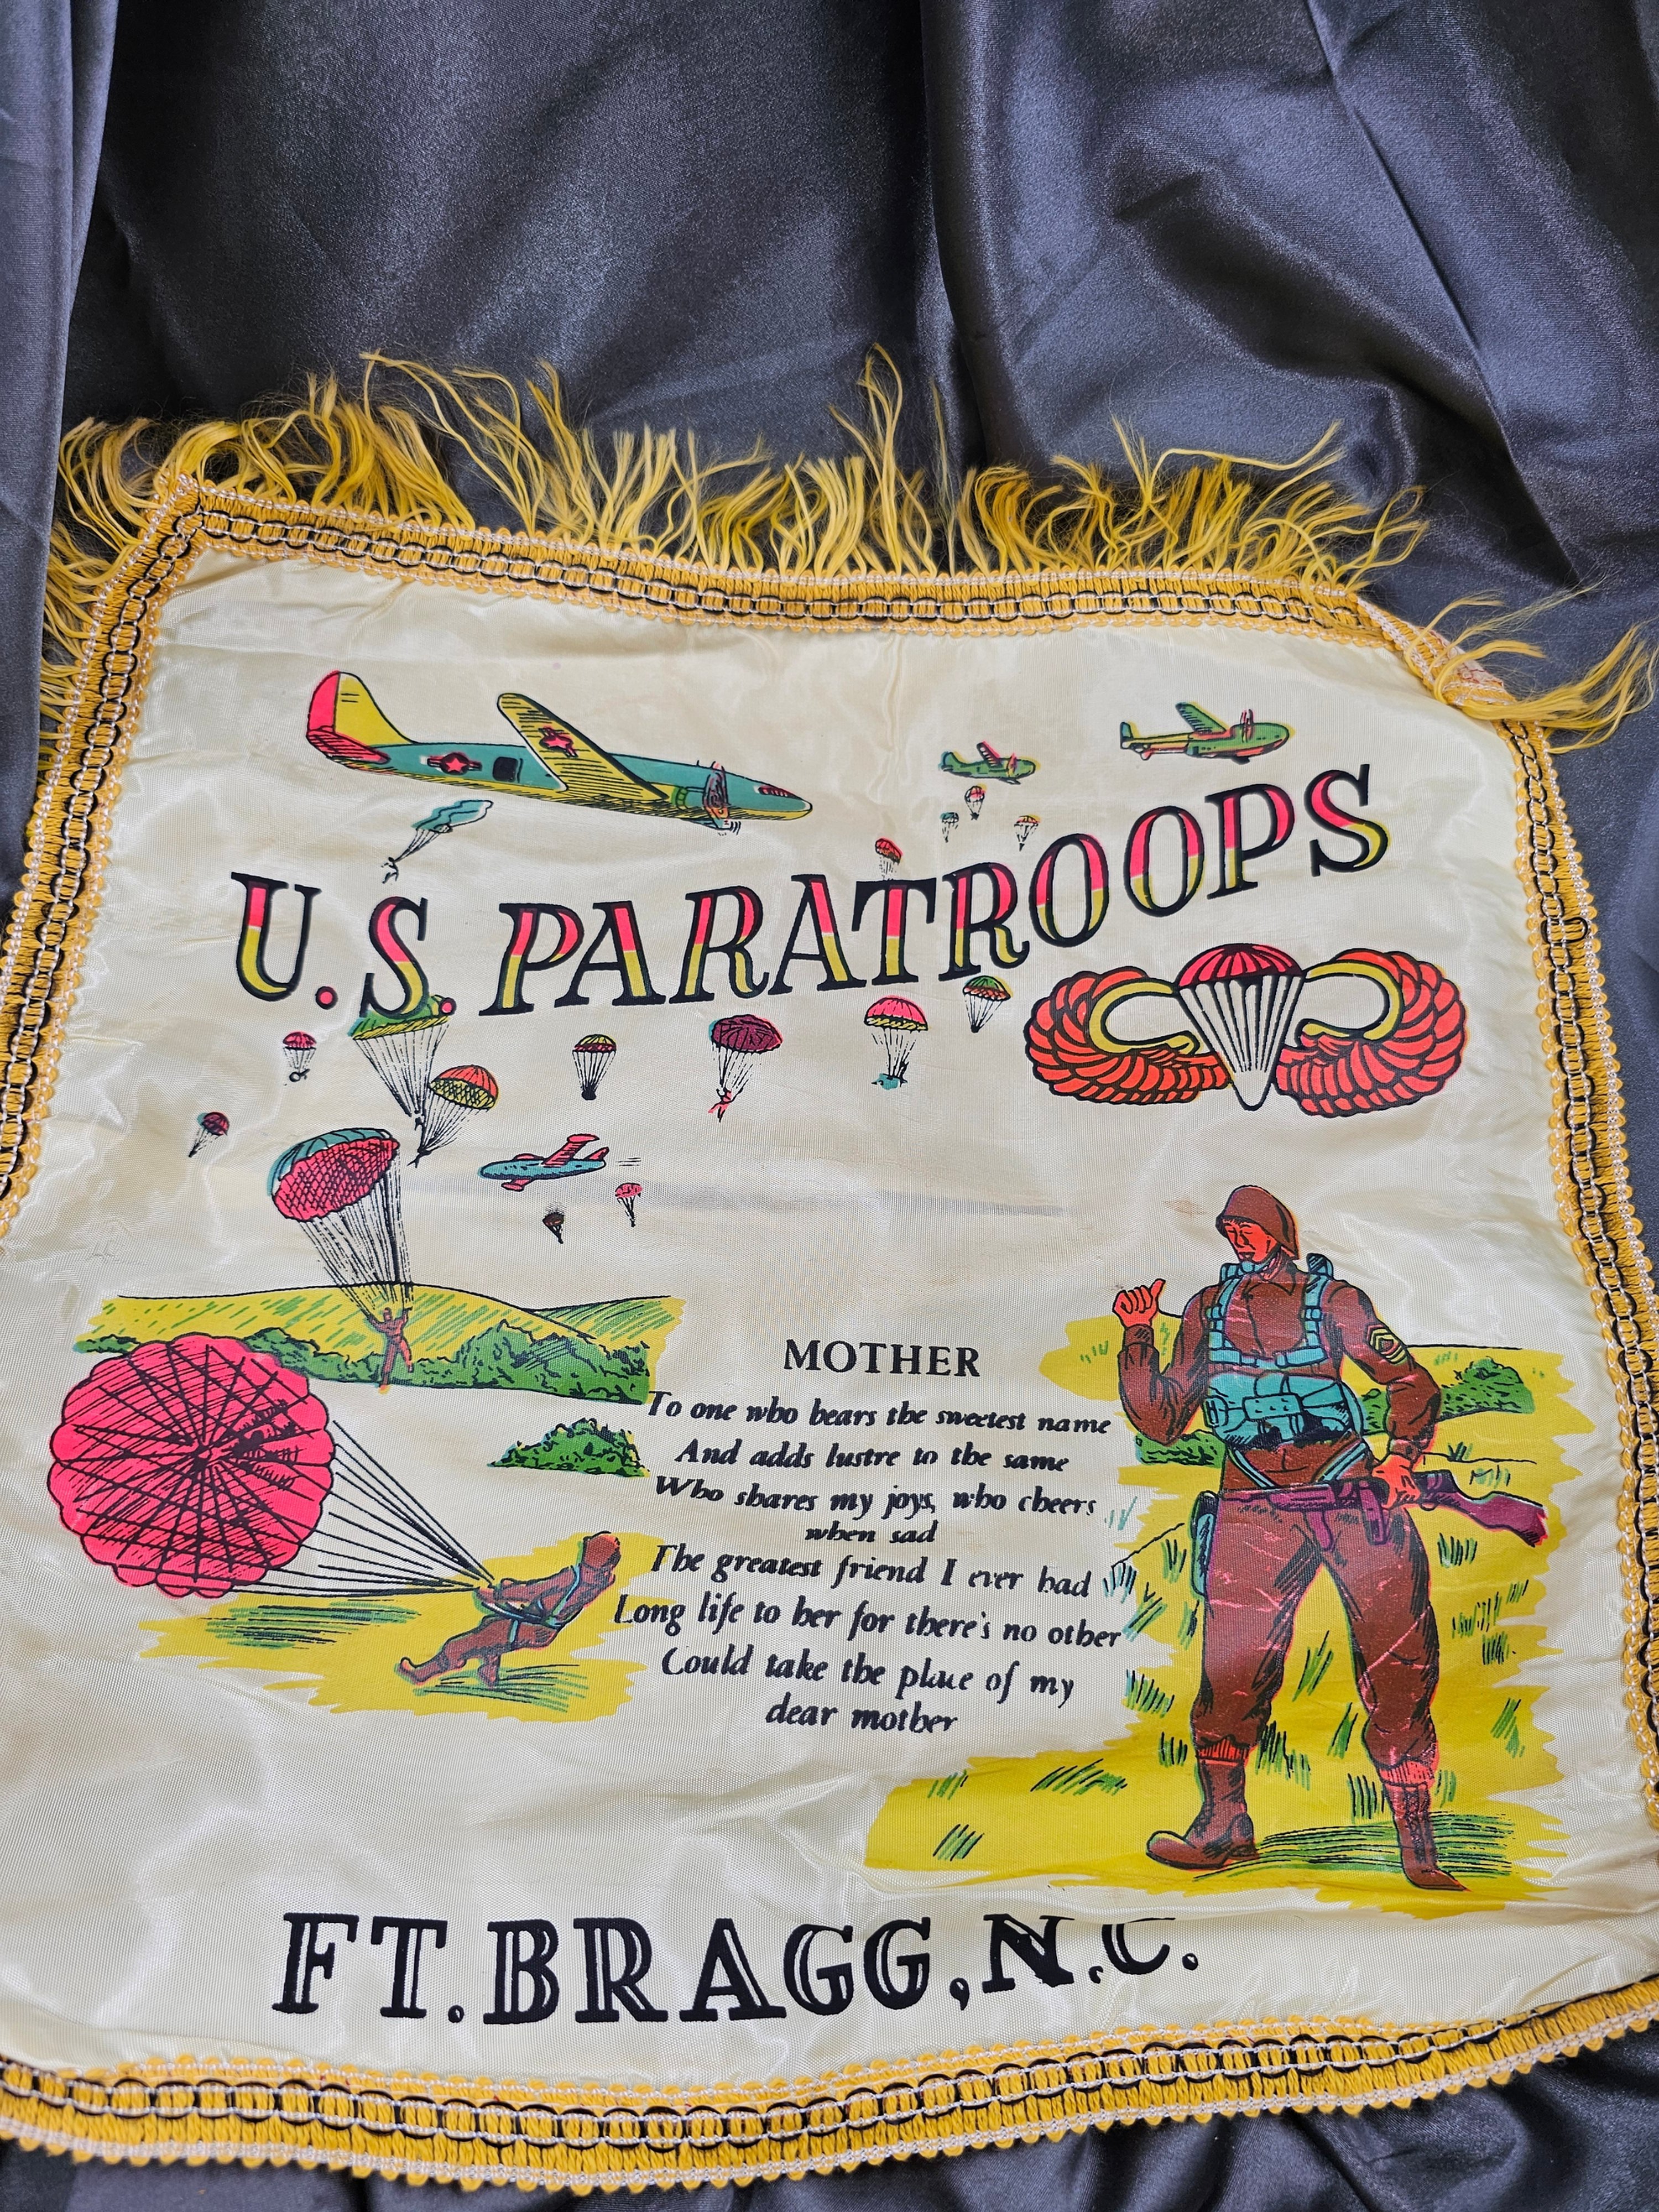 U.S. PARATROOPS
MOTHER
To one who bears the sweetest name
And adds lustre to the same
Who shares my joys, who cheers
when sad
The greatest friend I ever had
Long life to her for there's no other
Could take the place of my
dear mother
FT. BRAGG, N.C.